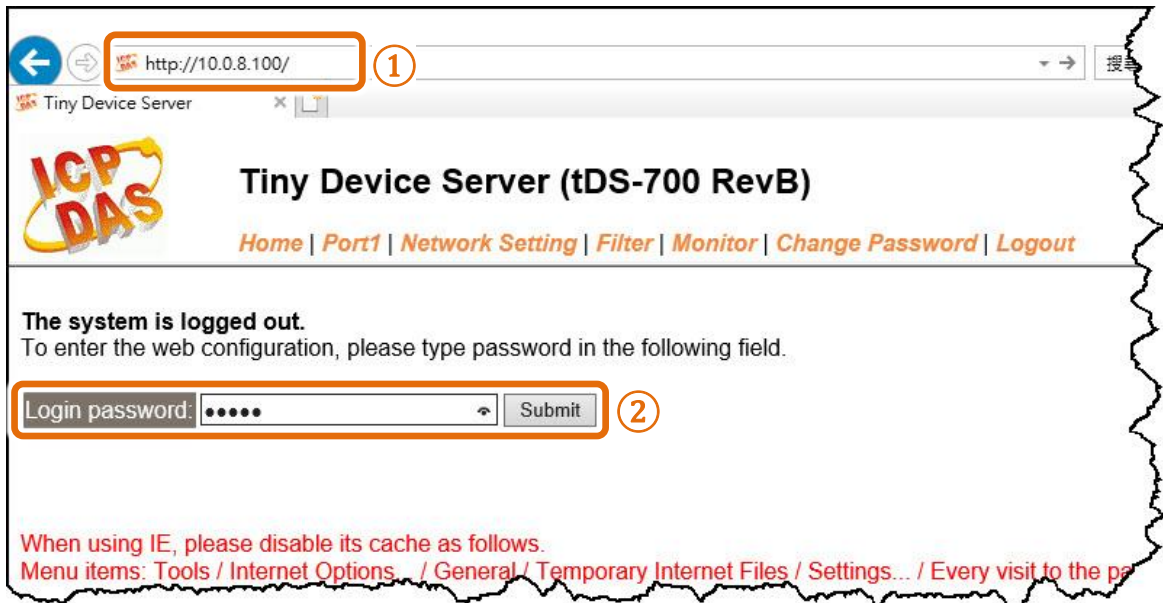 http://10.0.8.100/
①
Tiny Device Server
ICP
DAS
Tiny Device Server (tDS-700 RevB)
Home | Port1 | Network Setting | Filter | Monitor | Change Password | Logout
The system is logged out.
To enter the web configuration, please type password in the following field.
Login password: ••••• Submit
②
When using IE, please disable its cache as follows.
Menu items: Tools / Internet Options... / General / Temporary Internet Files / Settings... / Every visit to the